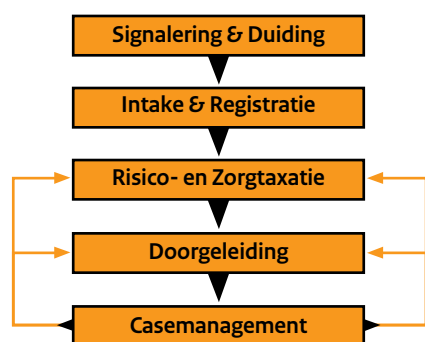 Signalering & Duiding
Intake & Registratie
Risico- en Zorgtaxatie
Doorgeleiding
Casemanagement